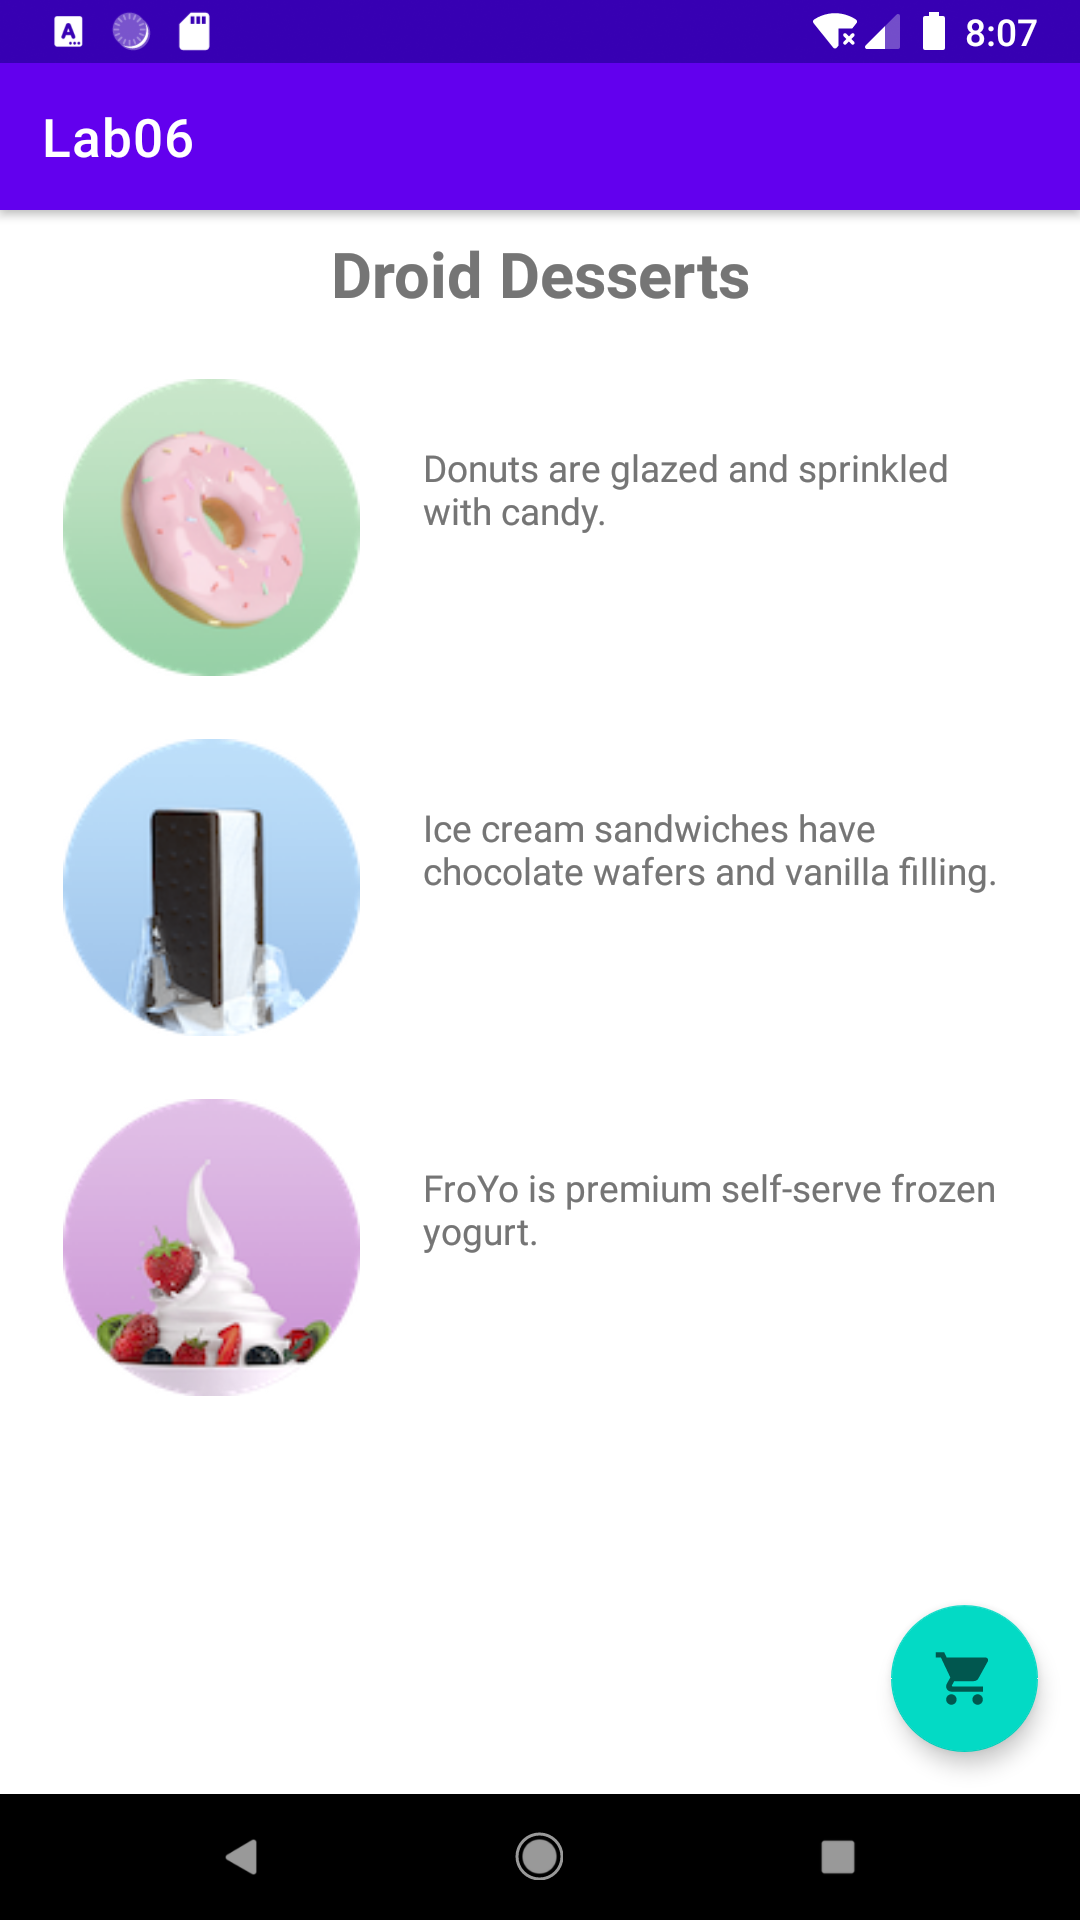 8:07
Lab06
Droid Desserts
Donuts are glazed and sprinkled
with candy.
Ice cream sandwiches have
chocolate wafers and vanilla filling.
FroYo is premium self-serve frozen
yogurt.